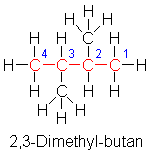 H
H H
H H C H
4 3 2 1
H C C C C H
H C H H
H H
H
2,3-Dimethyl-butan